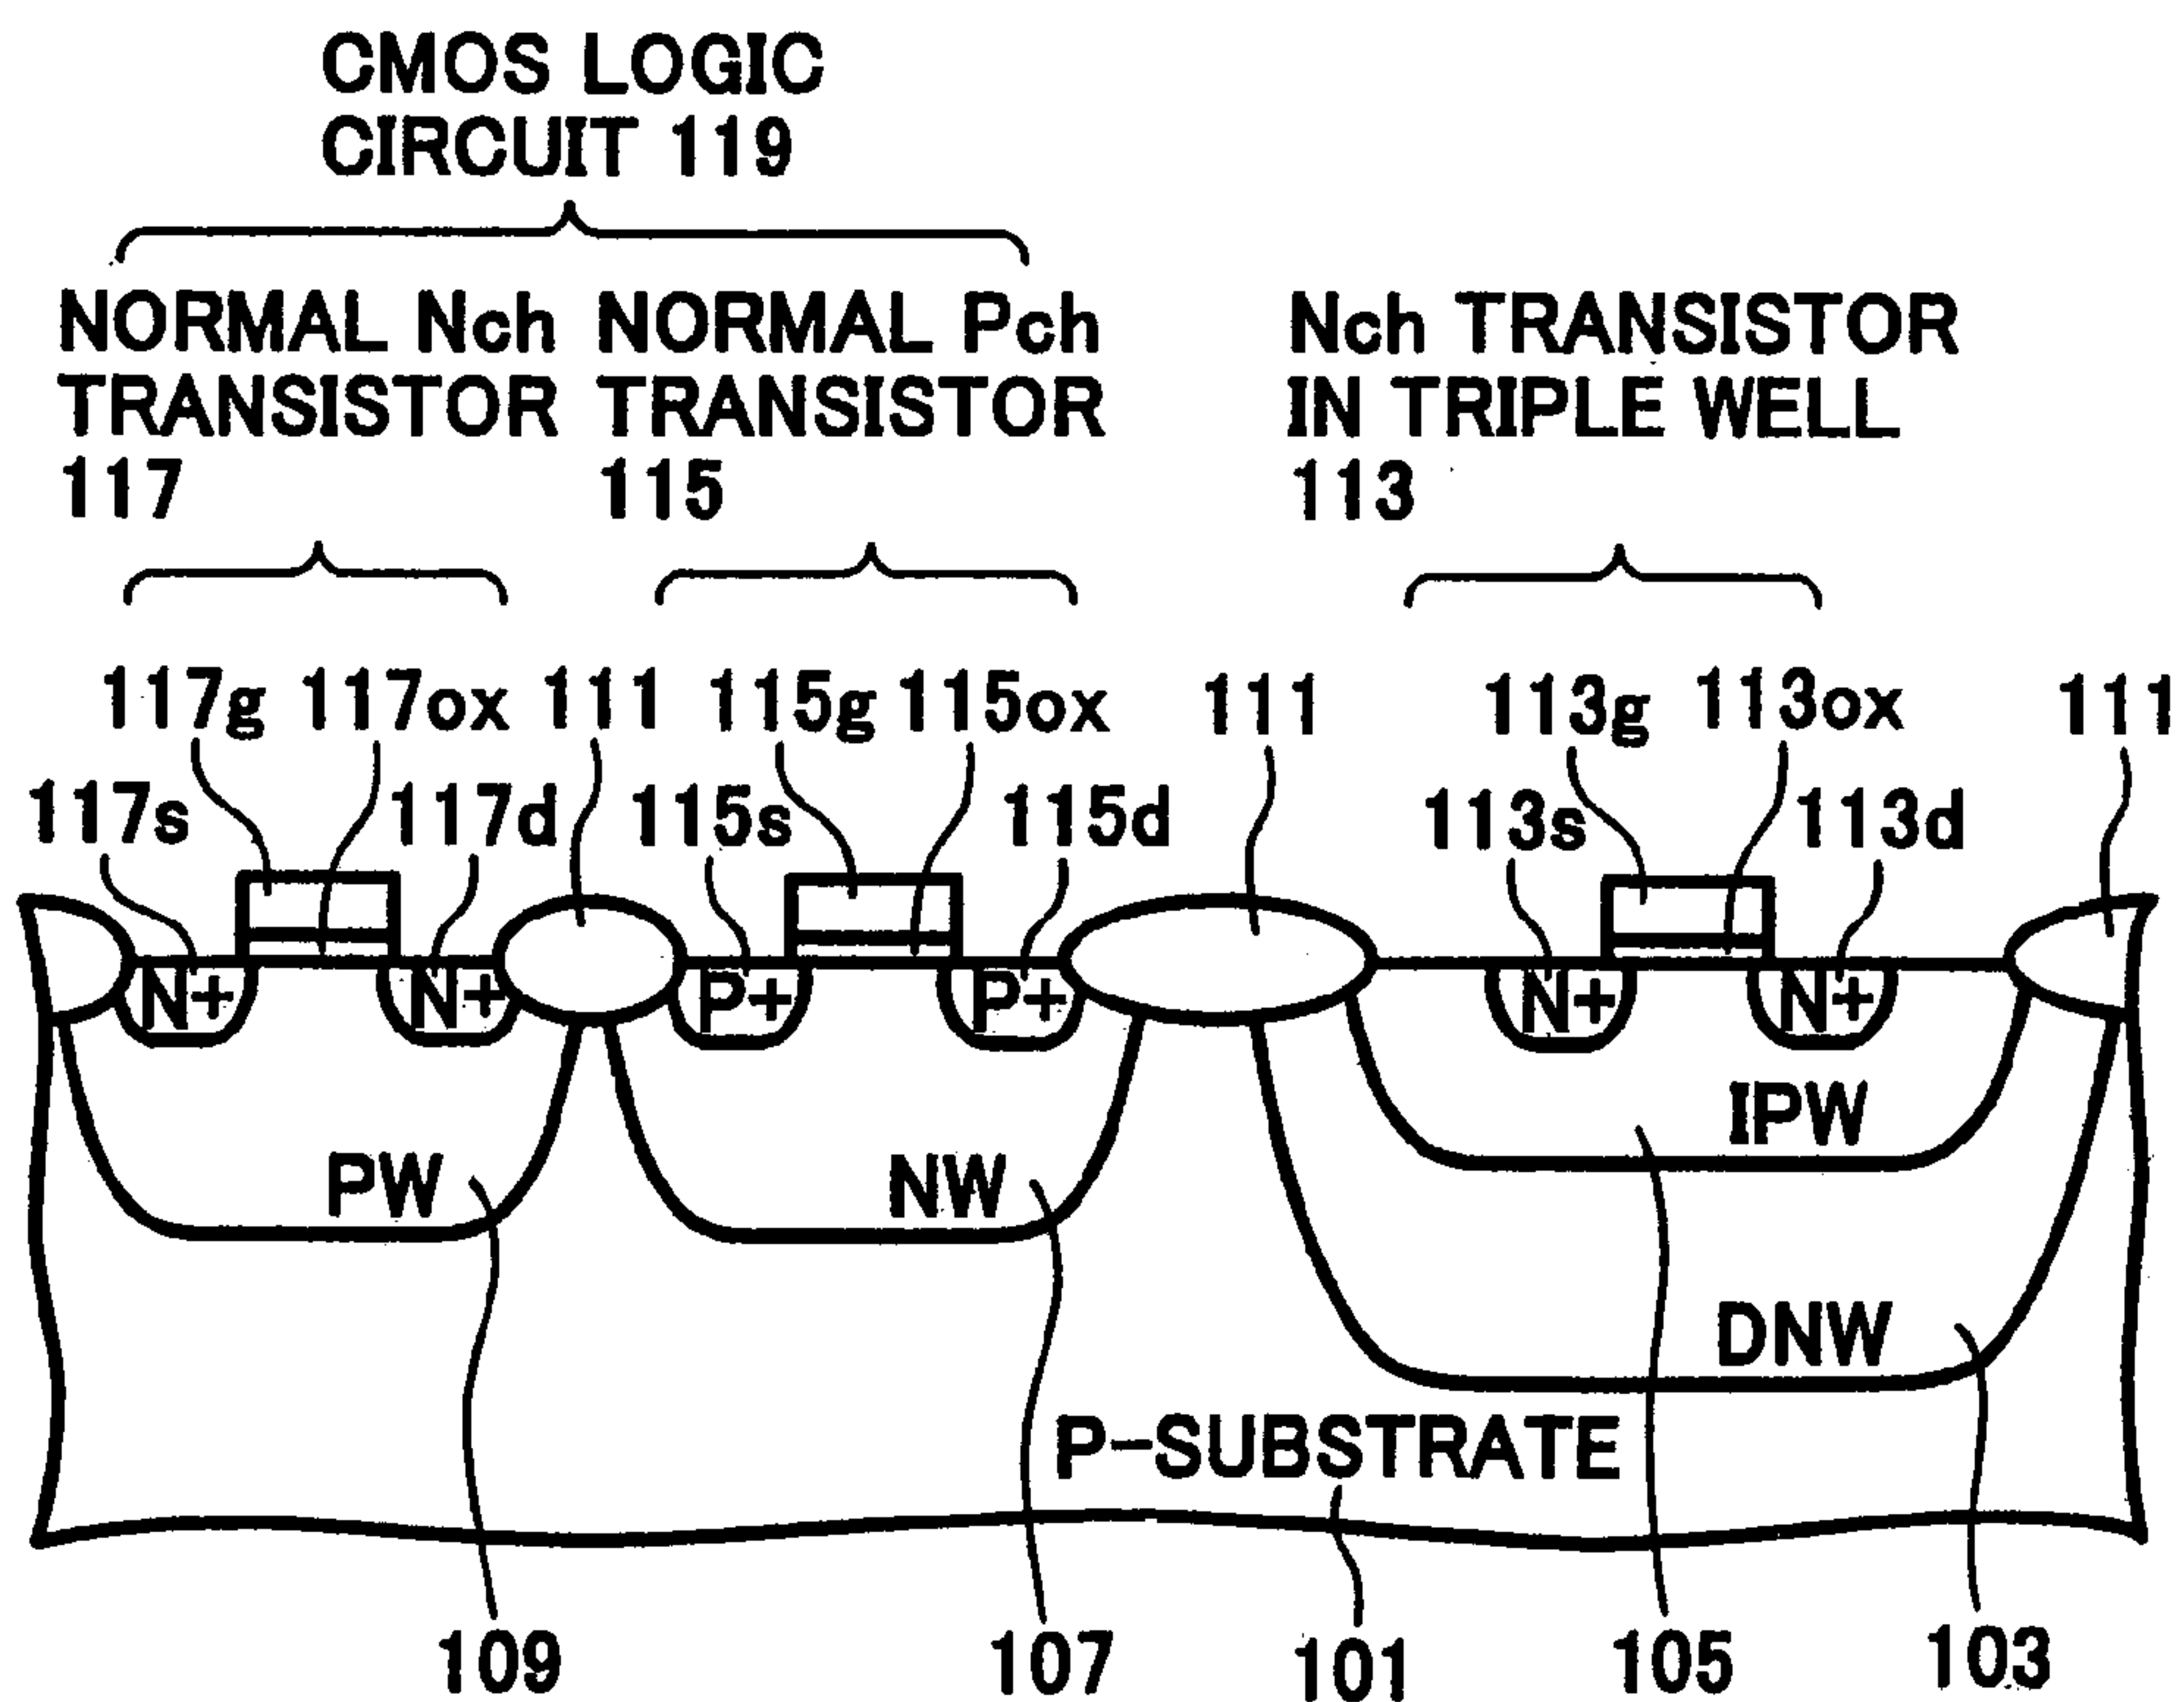 CMOS LOGIC
CIRCUIT 119
NORMAL Nch NORMAL Pch Nch TRANSISTOR
TRANSISTOR TRANSISTOR IN TRIPLE WELL
117 115 113
117g 117ox 111 115g 115ox 111 113g 113ox 111
117s 117d 115s 115d 113s 113d
N+ N+ P+ P+ N+ N+
IPW
PW NW
DNW
P-SUBSTRATE
109 107 101 105 103